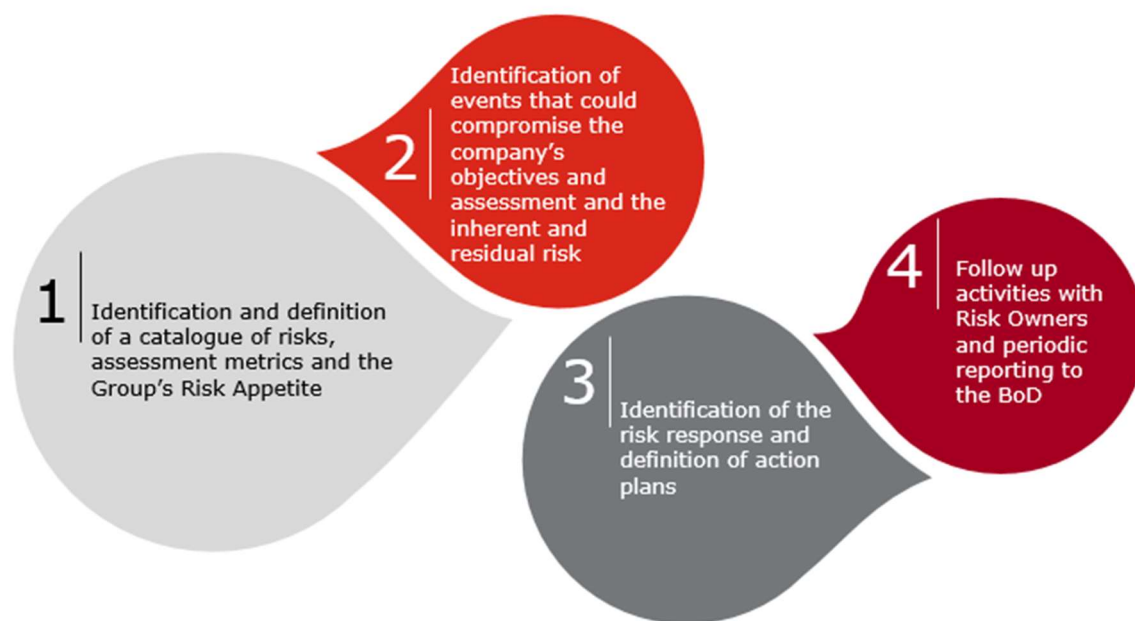 1
Identification and definition
of a catalogue of risks,
assessment metrics and the
Group's Risk Appetite
2
Identification of
events that could
compromise the
company's
objectives and
assessment and the
inherent and
residual risk
3
Identification of the
risk response and
definition of action
plans
4
Follow up
activities with
Risk Owners
and periodic
reporting to
the BoD